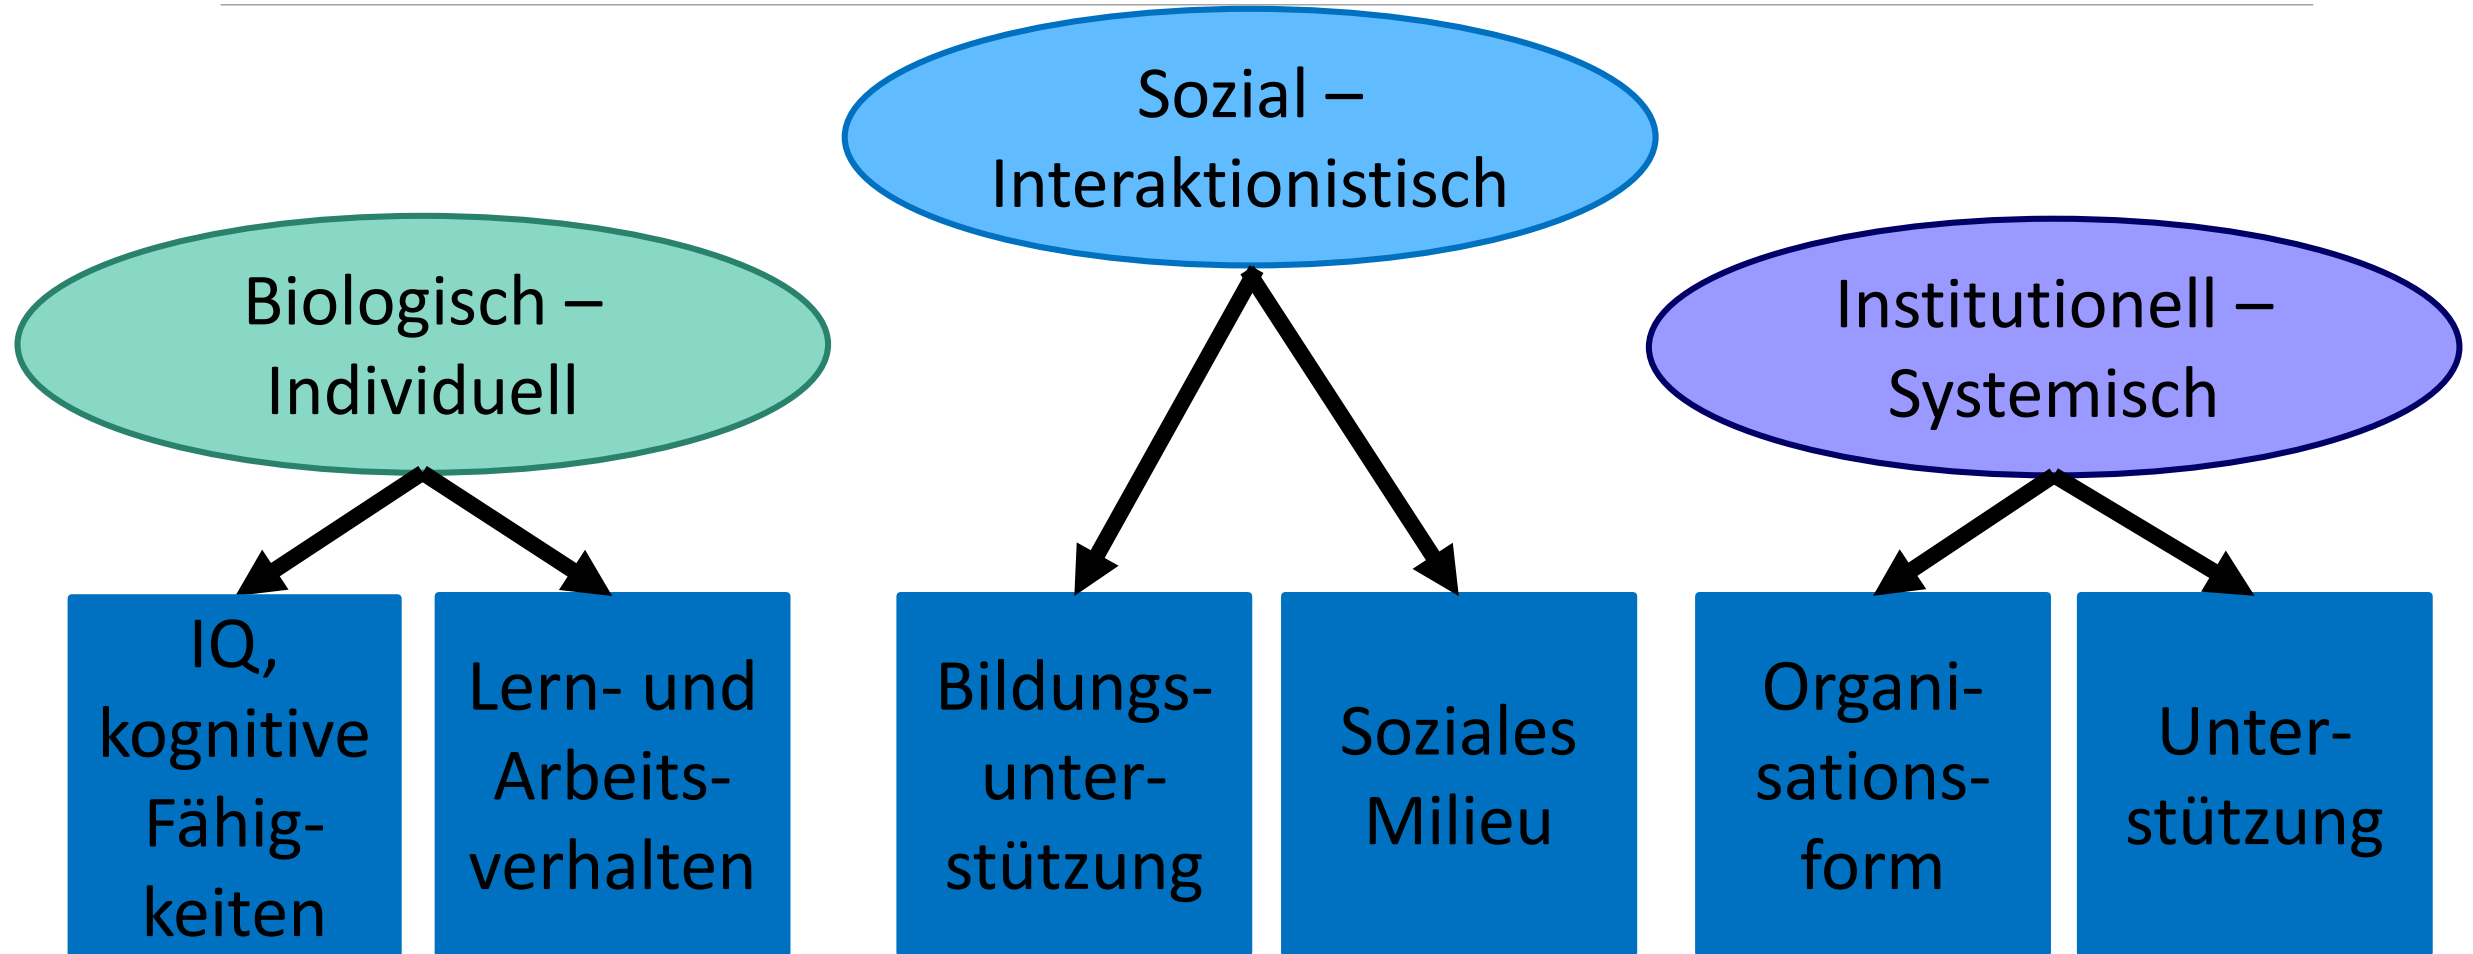 Sozial –
Interaktionistisch
Biologisch –
Individuell
Institutionell –
Systemisch
IQ,
kognitive
Fähig-
keiten
Lern- und
Arbeits-
verhalten
Bildungs-
unter-
stützung
Soziales
Milieu
Organi-
sations-
form
Unter-
stützung